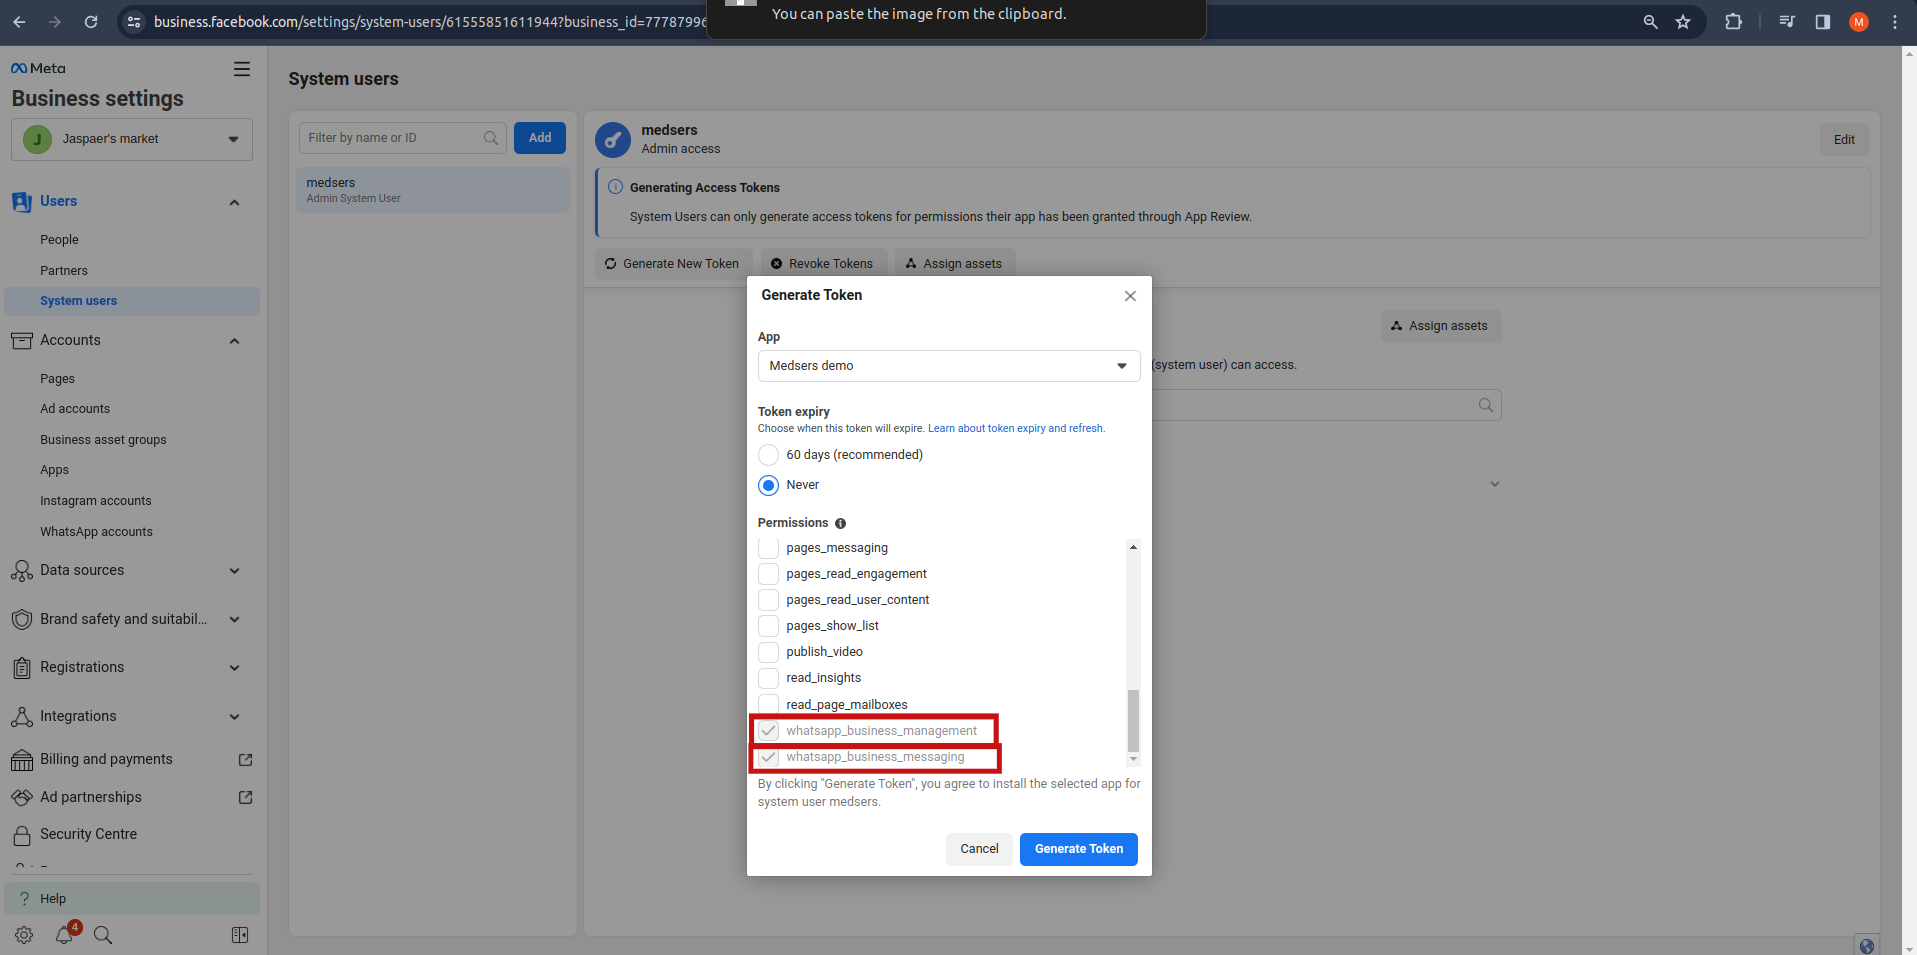 business.facebook.com/settings/system-users/61555851611944?business_id=77787996
You can paste the image from the clipboard.
M
Meta
Business settings
J
Jaspaer's market
Users
People
Partners
System users
Accounts
Pages
Ad accounts
Business asset groups
Apps
Instagram accounts
WhatsApp accounts
Data sources
Brand safety and suitabil...
Registrations
Integrations
Billing and payments
Ad partnerships
Security Centre
? Help
4
System users
Filter by name or ID
Add
medsers
Admin System User
medsers
Admin access
Edit
Generating Access Tokens
System Users can only generate access tokens for permissions their app has been granted through App Review.
Generate New Token
Revoke Tokens
Assign assets
Assign assets
(system user) can access.
Generate Token
App
Medsers demo
Token expiry
Choose when this token will expire. Learn about token expiry and refresh.
60 days (recommended)
Never
Permissions
pages_messaging
pages_read_engagement
pages_read_user_content
pages_show_list
publish_video
read_insights
read_page_mailboxes
whatsapp_business_management
whatsapp_business_messaging
By clicking "Generate Token", you agree to install the selected app for
system user medsers.
Cancel
Generate Token